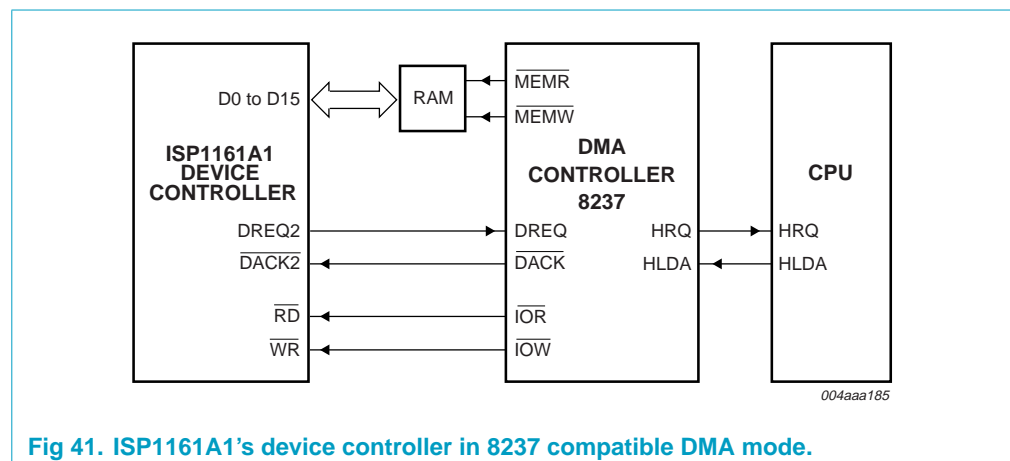 D0 to D15
RAM
MEMR
MEMW
ISP1161A1
DEVICE
CONTROLLER
DMA
CONTROLLER
8237
CPU
DREQ2
DREQ
HRQ
HRQ
DACK2
DACK
HLDA
HLDA
RD
IOR
WR
IOW
004aaa185
Fig 41. ISP1161A1's device controller in 8237 compatible DMA mode.